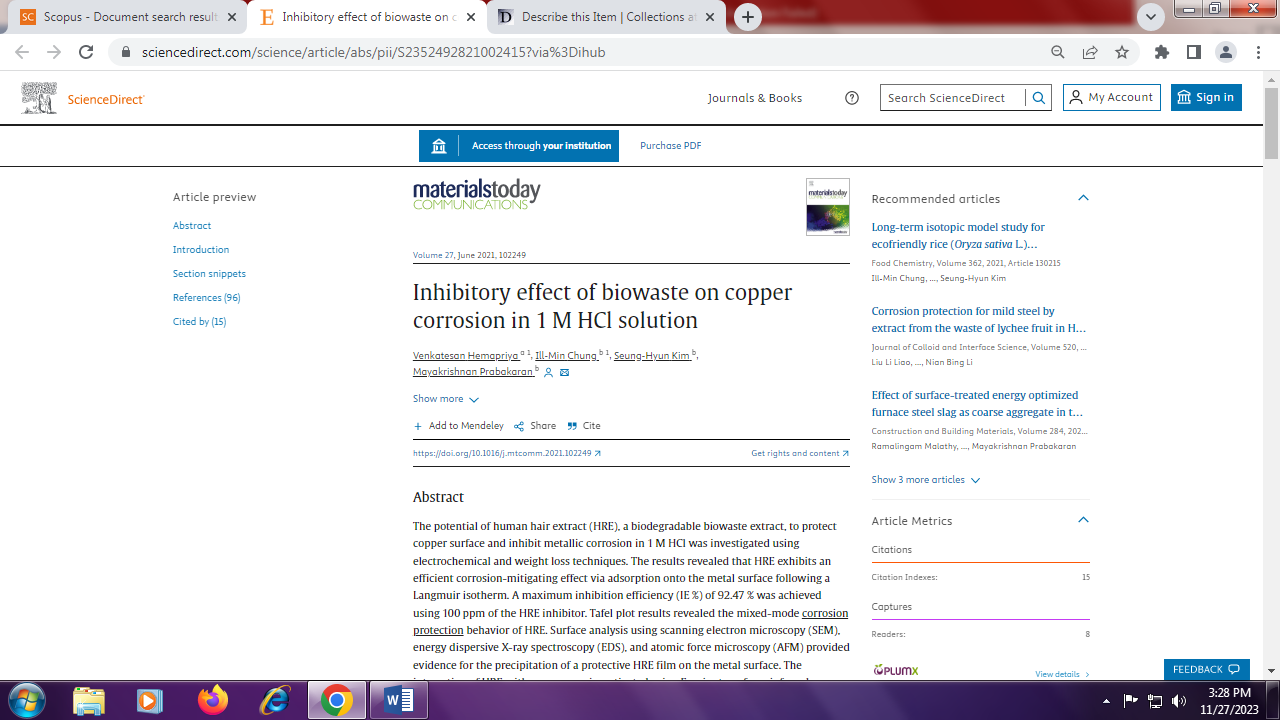 Scopus - Document search result
Inhibitory effect of biowaste on c
Describe this Item | Collections at
sciencedirect.com/science/article/abs/pii/S2352492821002415?via%3Dihub
ScienceDirect
Journals & Books
Search ScienceDirect
My Account
Sign in
Access through your institution
Purchase PDF
Article preview
Abstract
Introduction
Section snippets
References (96)
Cited by (15)
materialstoday
COMMUNICATIONS
Volume 27, June 2021, 102249
Inhibitory effect of biowaste on copper
corrosion in 1 M HCl solution
Venkatesan Hemapriya a 1, Ill-Min Chung b 1, Seung-Hyun Kim b,
Mayakrishnan Prabakaran b
Show more
+ Add to Mendeley
Share
Cite
https://doi.org/10.1016/j.mtcomm.2021.102249
Get rights and content
Abstract
The potential of human hair extract (HRE), a biodegradable biowaste extract, to protect
copper surface and inhibit metallic corrosion in 1 M HCl was investigated using
electrochemical and weight loss techniques. The results revealed that HRE exhibits an
efficient corrosion-mitigating effect via adsorption onto the metal surface following a
Langmuir isotherm. A maximum inhibition efficiency (IE %) of 92.47 % was achieved
using 100 ppm of the HRE inhibitor. Tafel plot results revealed the mixed-mode corrosion
protection behavior of HRE. Surface analysis using scanning electron microscopy (SEM),
energy dispersive X-ray spectroscopy (EDS), and atomic force microscopy (AFM) provided
evidence for the precipitation of a protective HRE film on the metal surface. The
Recommended articles
Long-term isotopic model study for
ecofriendly rice (Oryza sativa L.)...
Food Chemistry, Volume 362, 2021, Article 130215
Ill-Min Chung, ..., Seung-Hyun Kim
Corrosion protection for mild steel by
extract from the waste of lychee fruit in H...
Journal of Colloid and Interface Science, Volume 520, ...
Liu Li Liao, ..., Nian Bing Li
Effect of surface-treated energy optimized
furnace steel slag as coarse aggregate in t...
Construction and Building Materials, Volume 284, 202...
Ramalingam Malathy, ..., Mayakrishnan Prabakaran
Show 3 more articles
Article Metrics
Citations
Citation Indexes: 15
Captures
Readers: 8
PLUMX
View details
FEEDBACK
3:28 PM
11/27/2023